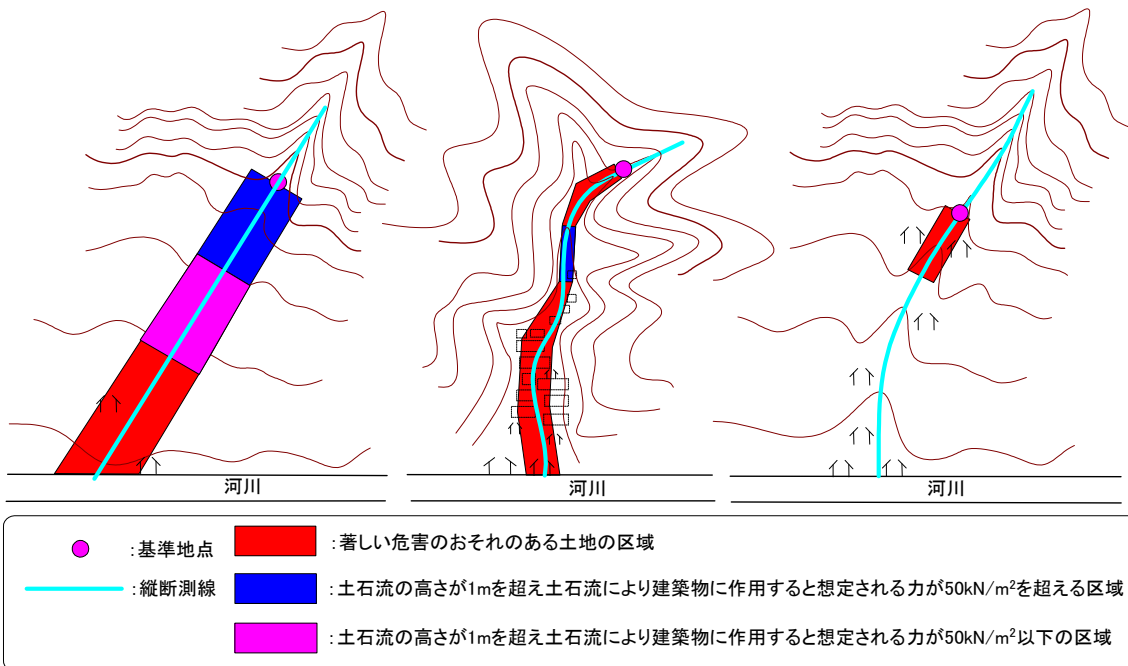 河川
河川
河川
:基準地点
:著しい危害のおそれのある土地の区域
:縦断測線
:土石流の高さが1mを超え土石流により建築物に作用すると想定される力が50kN/m²を超える区域
:土石流の高さが1mを超え土石流により建築物に作用すると想定される力が50kN/m²以下の区域